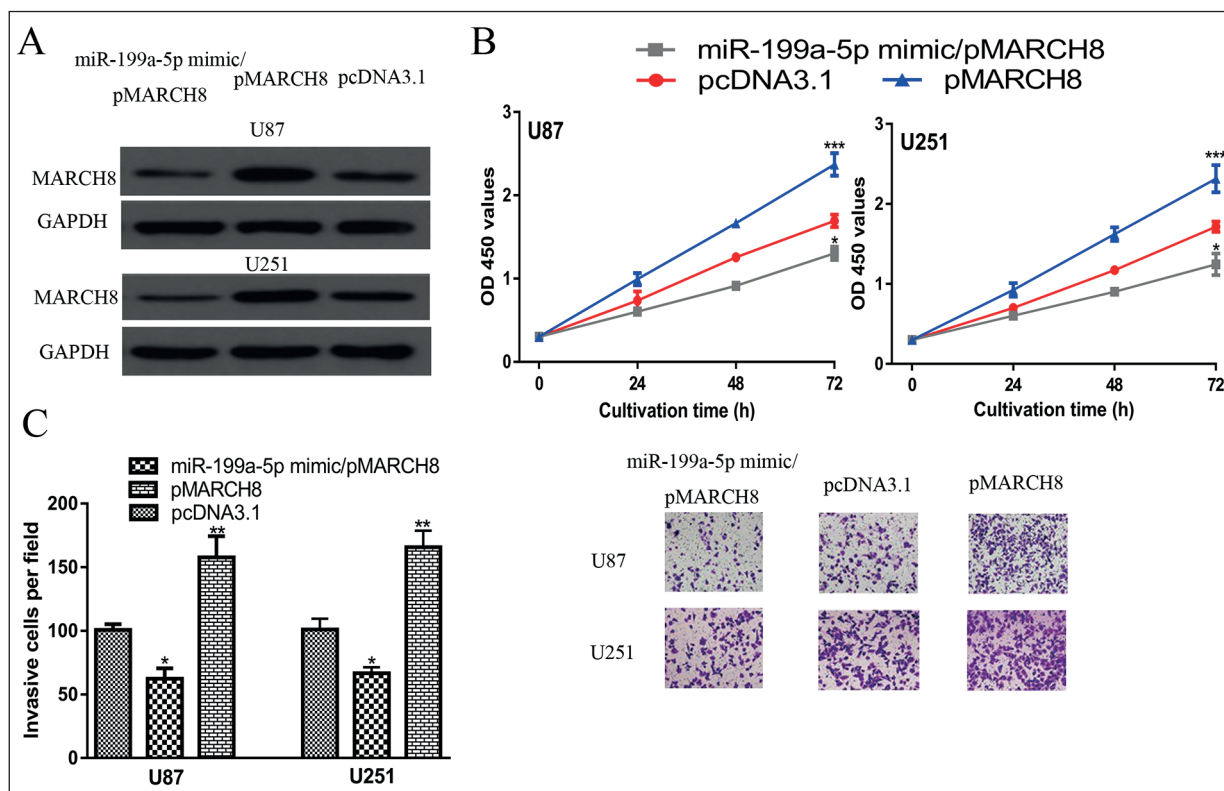 A
miR-199a-5p mimic/
pMARCH8
pMARCH8
pcDNA3.1
U87
MARCH8
GAPDH
U251
MARCH8
GAPDH
B
miR-199a-5p mimic/pMARCH8
pcDNA3.1
pMARCH8
U87
OD 450 values
3
2
1
0
***
*
0 24 48 72
Cultivation time (h)
U251
OD 450 values
3
2
1
0
***
*
0 24 48 72
Cultivation time (h)
C
miR-199a-5p mimic/pMARCH8
pMARCH8
pcDNA3.1
Invasive cells per field
200
150
100
50
0
*
**
*
**
U87 U251
miR-199a-5p mimic/
pMARCH8
pcDNA3.1
pMARCH8
U87
U251